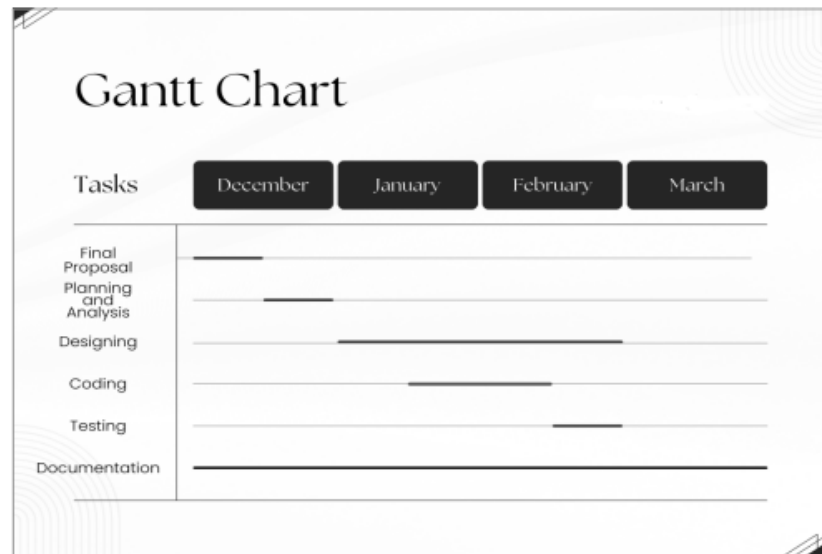 Gantt Chart
Tasks
December
January
February
March
Final
Proposal
Planning
and
Analysis
Designing
Coding
Testing
Documentation